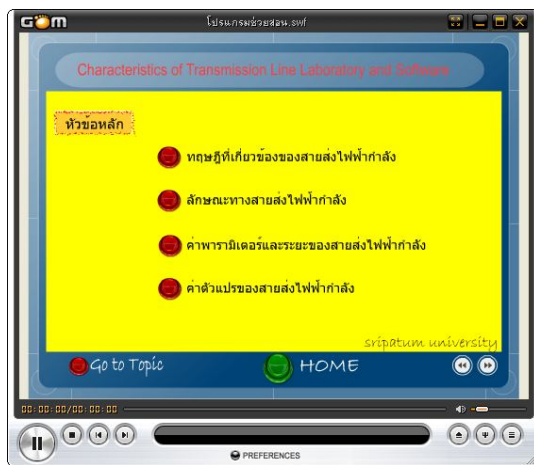 GOM
โปรแกรมช่วยสอน.swf
Characteristics of Transmission Line Laboratory and Software
หัวข้อหลัก
ทฤษฎีที่เกี่ยวข้องของสายส่งไฟฟ้ากำลัง
ลักษณะทางสายส่งไฟฟ้ากำลัง
ค่าพารามิเตอร์และระยะของสายส่งไฟฟ้ากำลัง
ค่าตัวแปรของสายส่งไฟฟ้ากำลัง
sripatum university
Go to Topic
HOME
00:00:00/00:00:00
PREFERENCES